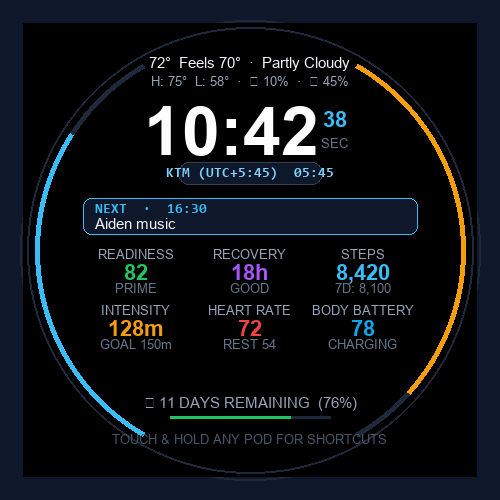 72°  Feels 70°  ·  Partly Cloudy
H: 75°  L: 58°  ·  □ 10%  ·  □ 45%
10:42 38
SEC
KTM (UTC+5:45)  05:45
NEXT  ·  16:30
Aiden music
READINESS RECOVERY STEPS
82 18h 8,420
PRIME GOOD 7D: 8,100
INTENSITY HEART RATE BODY BATTERY
128m 72 78
GOAL 150m REST 54 CHARGING
□ 11 DAYS REMAINING  (76%)
TOUCH & HOLD ANY POD FOR SHORTCUTS